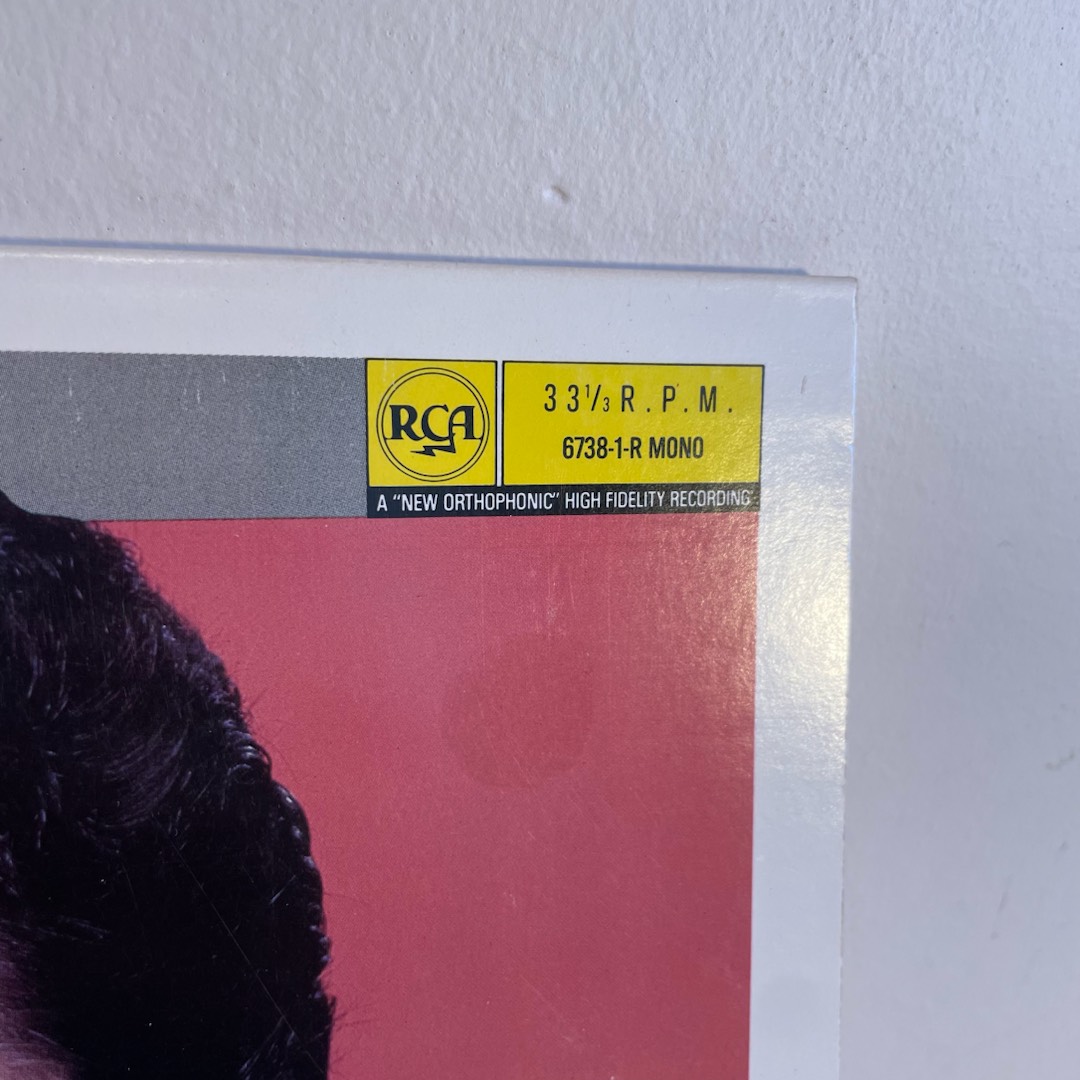 RCA
33⅓ R.P.M.
6738-1-R MONO
A "NEW ORTHOPHONIC" HIGH FIDELITY RECORDING